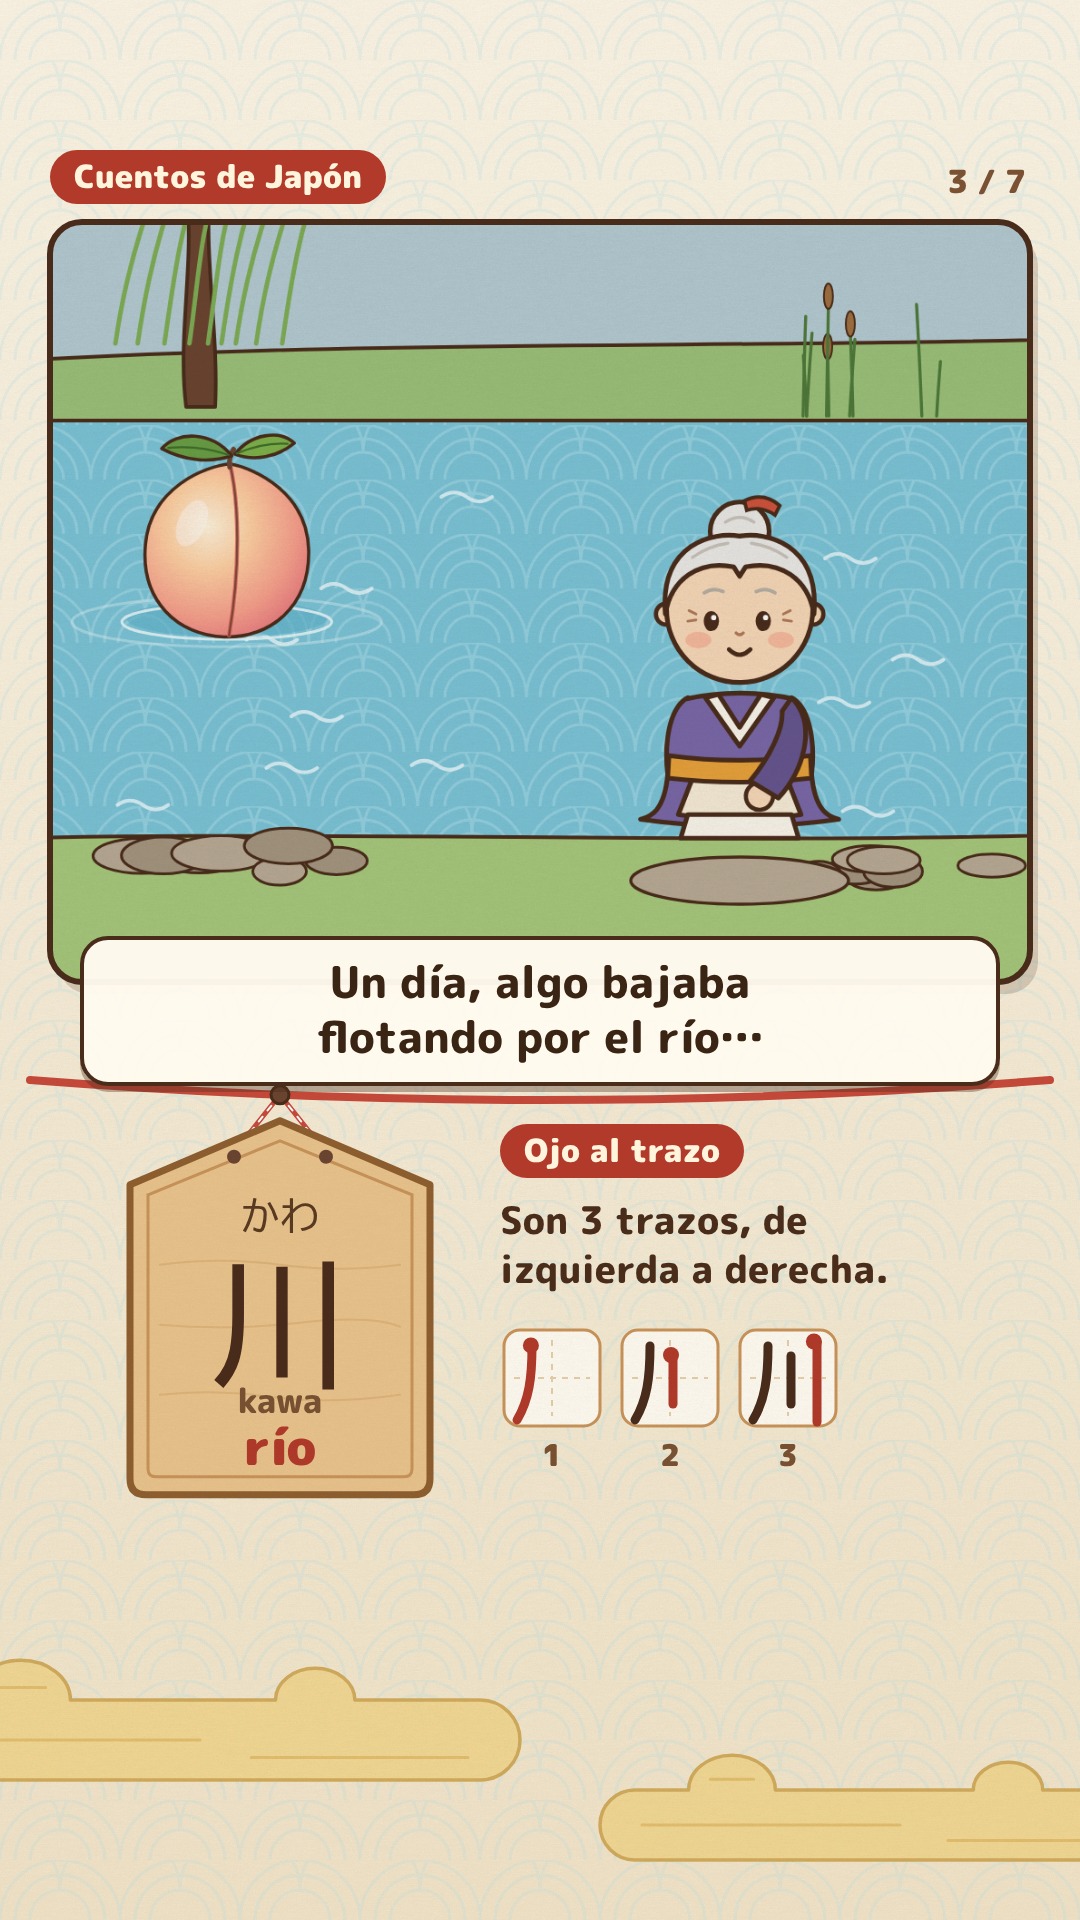 Cuentos de Japón
3 / 7
Un día, algo bajaba
flotando por el río…
かわ
川
kawa
río
Ojo al trazo
Son 3 trazos, de
izquierda a derecha.
1 2 3